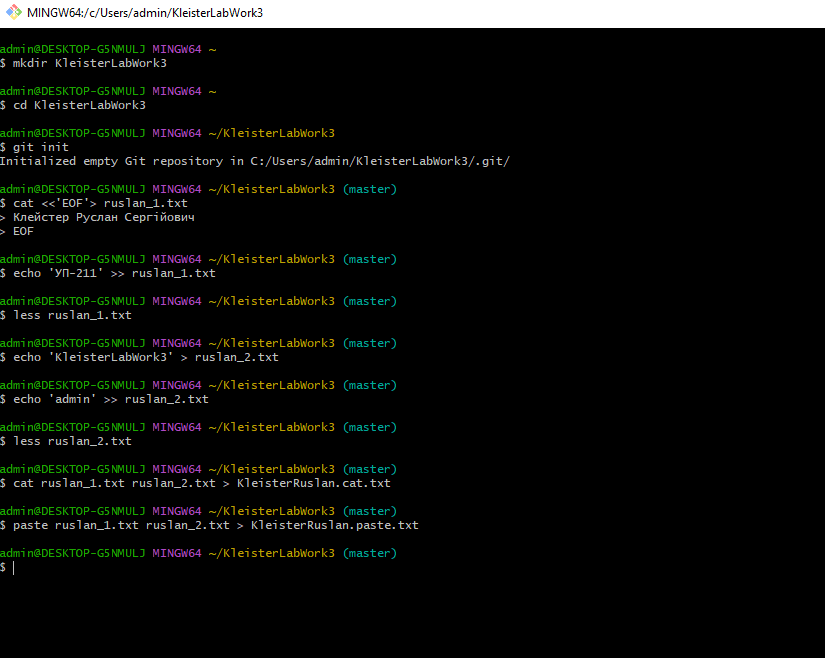 MINGW64:/c/Users/admin/KleisterLabWork3
admin@DESKTOP-G5NMULJ MINGW64 ~
$ mkdir KleisterLabWork3
admin@DESKTOP-G5NMULJ MINGW64 ~
$ cd KleisterLabWork3
admin@DESKTOP-G5NMULJ MINGW64 ~/KleisterLabWork3
$ git init
Initialized empty Git repository in C:/Users/admin/KleisterLabWork3/.git/
admin@DESKTOP-G5NMULJ MINGW64 ~/KleisterLabWork3 (master)
$ cat <<'EOF'> ruslan_1.txt
> Клейстер Руслан Сергійович
> EOF
admin@DESKTOP-G5NMULJ MINGW64 ~/KleisterLabWork3 (master)
$ echo 'УП-211' >> ruslan_1.txt
admin@DESKTOP-G5NMULJ MINGW64 ~/KleisterLabWork3 (master)
$ less ruslan_1.txt
admin@DESKTOP-G5NMULJ MINGW64 ~/KleisterLabWork3 (master)
$ echo 'KleisterLabWork3' > ruslan_2.txt
admin@DESKTOP-G5NMULJ MINGW64 ~/KleisterLabWork3 (master)
$ echo 'admin' >> ruslan_2.txt
admin@DESKTOP-G5NMULJ MINGW64 ~/KleisterLabWork3 (master)
$ less ruslan_2.txt
admin@DESKTOP-G5NMULJ MINGW64 ~/KleisterLabWork3 (master)
$ cat ruslan_1.txt ruslan_2.txt > KleisterRuslan.cat.txt
admin@DESKTOP-G5NMULJ MINGW64 ~/KleisterLabWork3 (master)
$ paste ruslan_1.txt ruslan_2.txt > KleisterRuslan.paste.txt
admin@DESKTOP-G5NMULJ MINGW64 ~/KleisterLabWork3 (master)
$